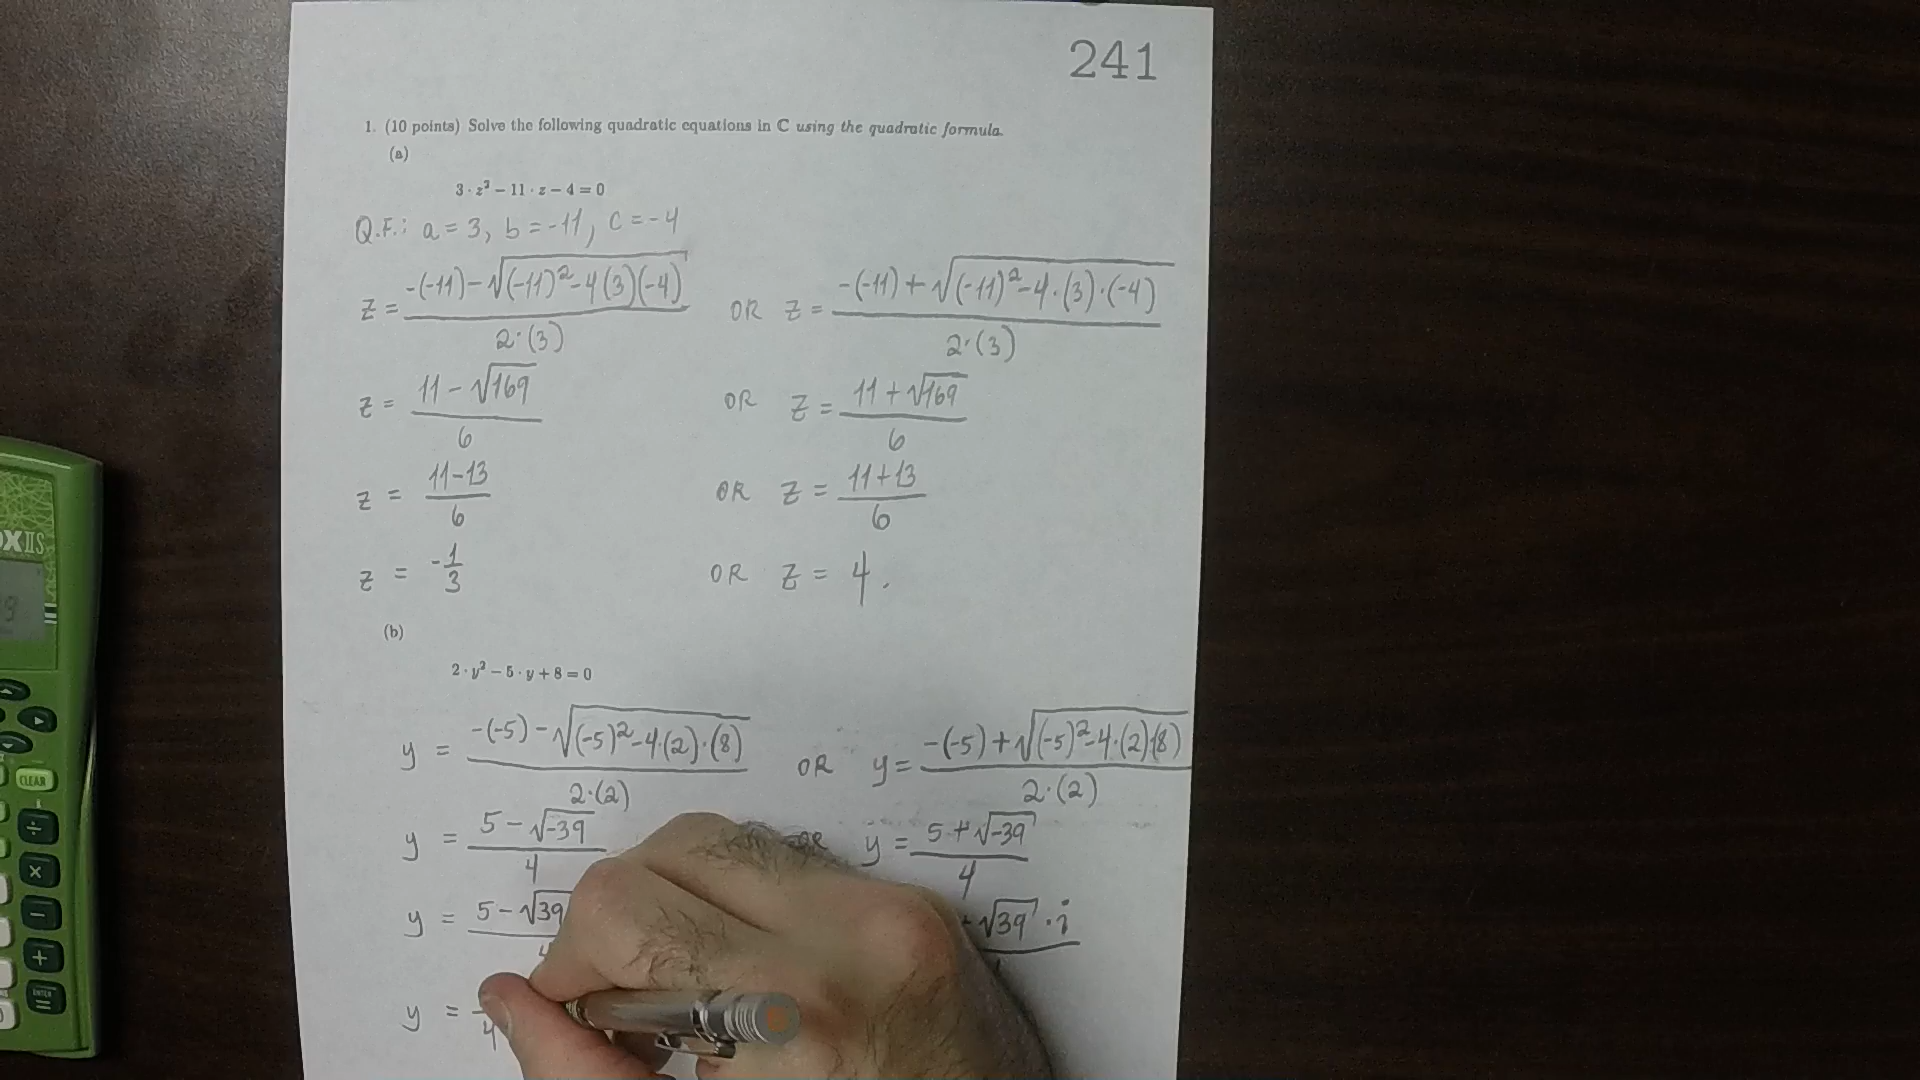 241
1. (10 points) Solve the following quadratic equations in C using the quadratic formula.
(a)
3 · z² − 11 · z − 4 = 0
Q.F.: a = 3, b = -11, c = -4
z = -(-11) - √(-11)² - 4(3)(-4) / 2·(3) OR z = -(-11) + √(-11)² - 4·(3)·(-4) / 2·(3)
z = 11 - √169 / 6 OR z = 11 + √169 / 6
z = 11-13 / 6 OR z = 11+13 / 6
z = -1/3 OR z = 4.
(b)
2 · y² − 5 · y + 8 = 0
y = -(-5) - √(-5)² - 4·(2)·(8) / 2·(2) OR y = -(-5) + √(-5)² - 4·(2)(8) / 2·(2)
y = 5 - √-39 / 4 OR y = 5 + √-39 / 4
y = 5 - √39 √39 · i
y = 4
XIIS
CLEAR
÷
×
−
+
ENTER
=